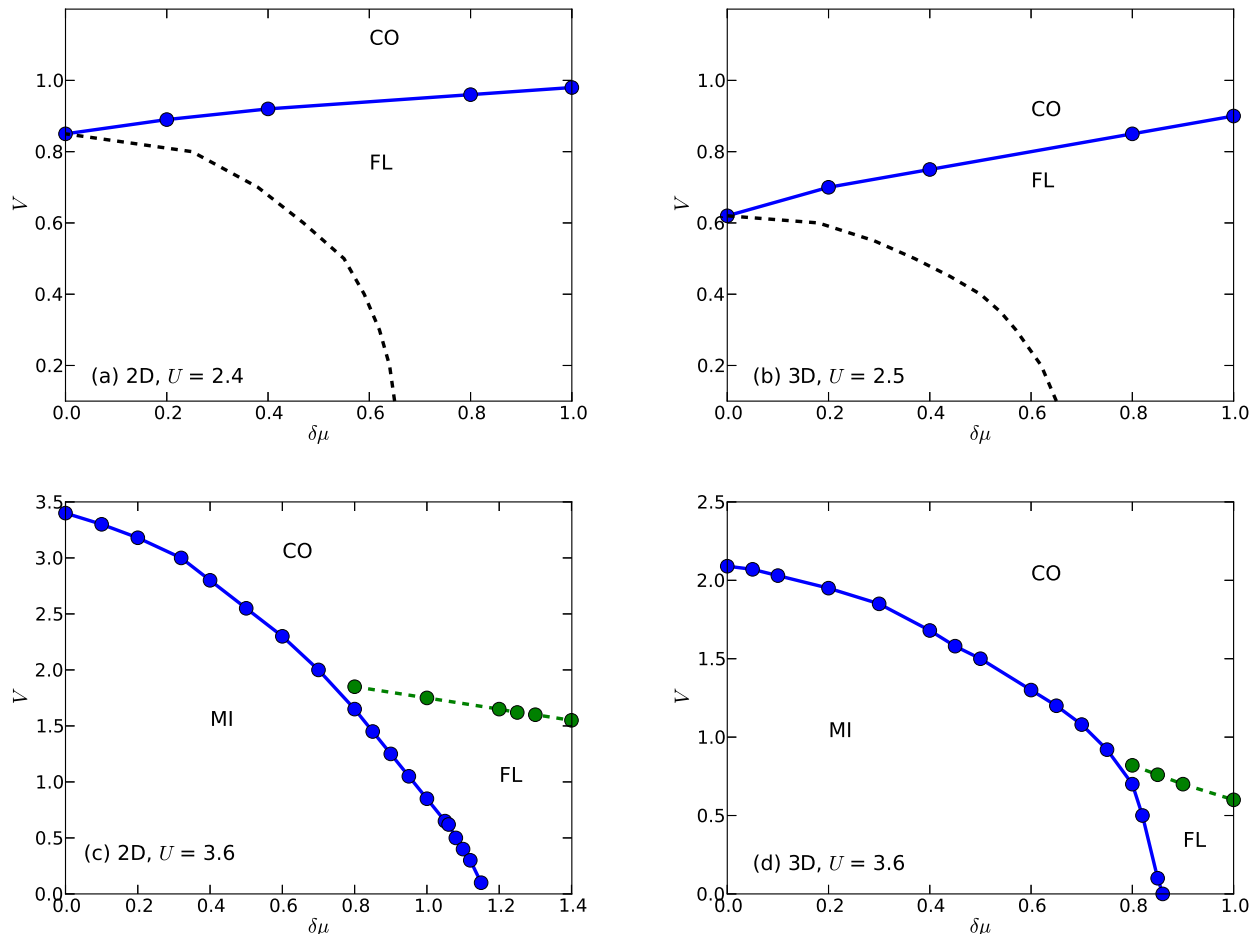 CO
1.0
0.8
FL
V
0.6
0.4
0.2
(a) 2D, U = 2.4
0.0 0.2 0.4 0.6 0.8 1.0
δμ
1.0
CO
0.8
FL
V
0.6
0.4
0.2
(b) 3D, U = 2.5
0.0 0.2 0.4 0.6 0.8 1.0
δμ
3.5
CO
3.0
2.5
2.0
V
MI
1.5
1.0
FL
0.5
(c) 2D, U = 3.6
0.0
0.0 0.2 0.4 0.6 0.8 1.0 1.2 1.4
δμ
2.5
2.0
CO
1.5
V
1.0
MI
0.5
FL
(d) 3D, U = 3.6
0.0
0.0 0.2 0.4 0.6 0.8 1.0
δμ